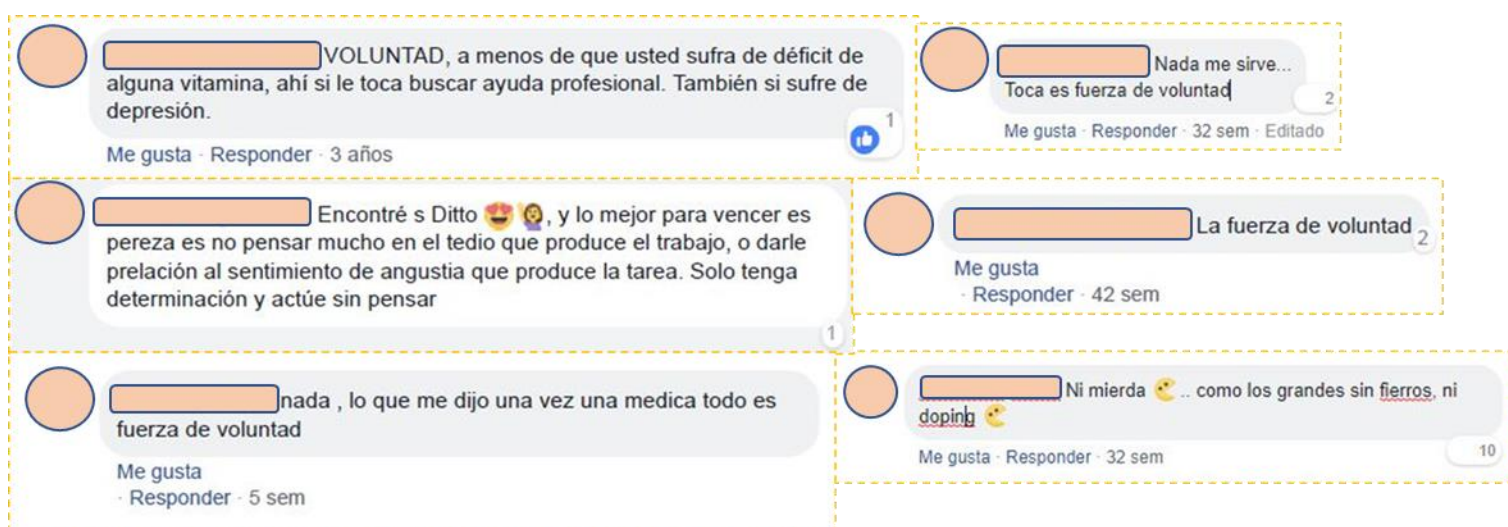 VOLUNTAD, a menos de que usted sufra de déficit de
alguna vitamina, ahí si le toca buscar ayuda profesional. También si sufre de
depresión.
1
Me gusta · Responder · 3 años
Nada me sirve...
Toca es fuerza de voluntad
2
Me gusta · Responder · 32 sem · Editado
Encontré s Ditto 😍🤦‍♀️, y lo mejor para vencer es
pereza es no pensar mucho en el tedio que produce el trabajo, o darle
prelación al sentimiento de angustia que produce la tarea. Solo tenga
determinación y actúe sin pensar
1
La fuerza de voluntad
2
Me gusta
· Responder · 42 sem
nada , lo que me dijo una vez una medica todo es
fuerza de voluntad
Me gusta
· Responder · 5 sem
Ni mierda .. como los grandes sin fierros, ni
doping
10
Me gusta · Responder · 32 sem